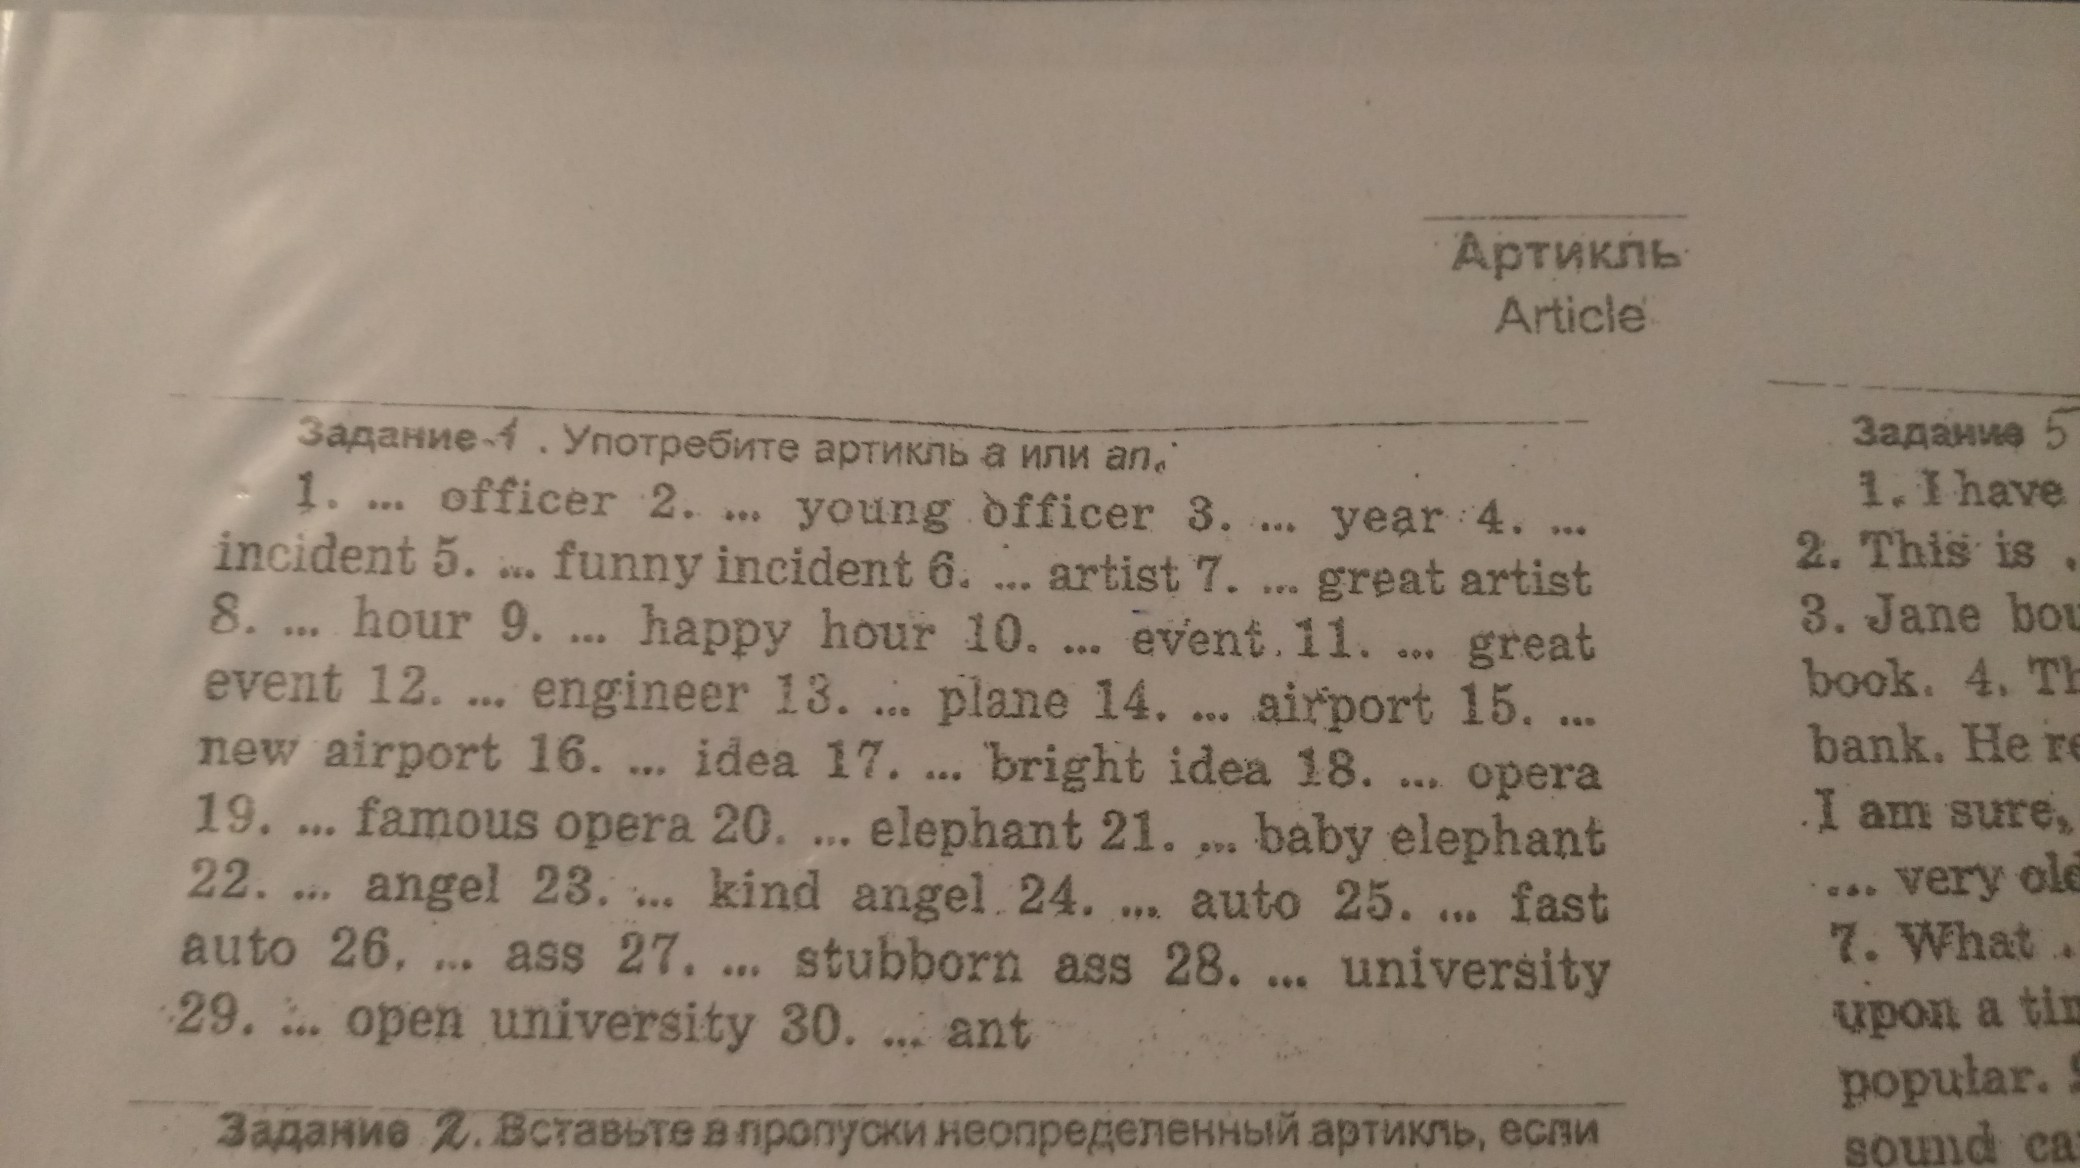 Артикль
Article
Задание 1. Употребите артикль а или an.
1. ... officer 2. ... young officer 3. ... year 4. ...
incident 5. ... funny incident 6. ... artist 7. ... great artist
8. ... hour 9. ... happy hour 10. ... event 11. ... great
event 12. ... engineer 13. ... plane 14. ... airport 15. ...
new airport 16. ... idea 17. ... bright idea 18. ... opera
19. ... famous opera 20. ... elephant 21. ... baby elephant
22. ... angel 23. ... kind angel 24. ... auto 25. ... fast
auto 26. ... ass 27. ... stubborn ass 28. ... university
29. ... open university 30. ... ant
Задание 2. Вставьте в пропуски неопределенный артикль, если
Задание 5
1. I have
2. This is .
3. Jane
book. 4.
bank. He
I am sure,
... very
7. What .
upon a
popular.
sound